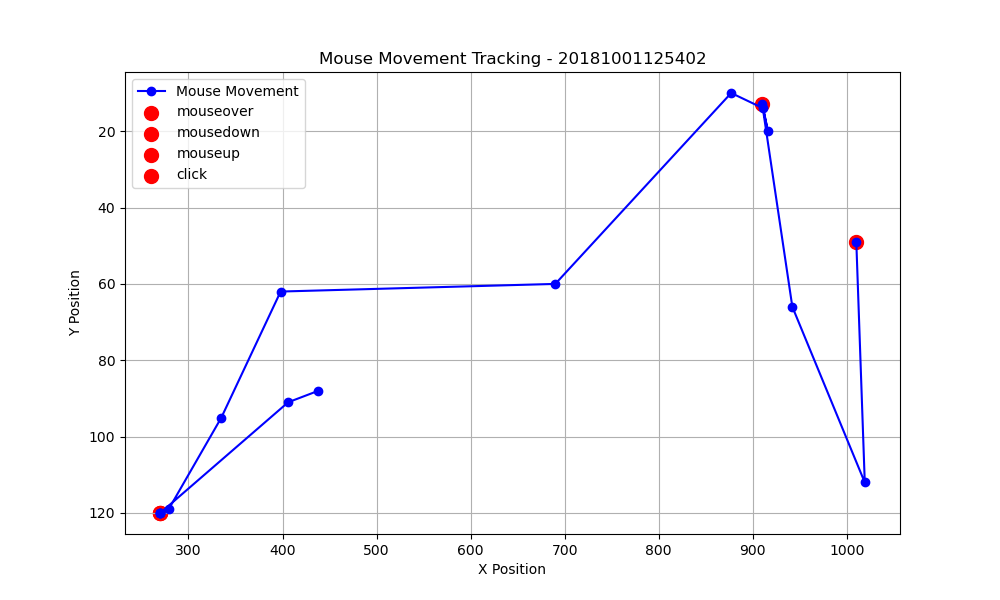 Mouse Movement Tracking - 20181001125402
Mouse Movement
mouseover
mousedown
mouseup
click
20
40
60
80
100
120
Y Position
300 400 500 600 700 800 900 1000
X Position